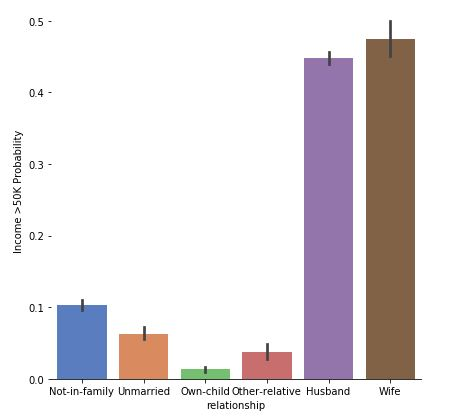 0.5
0.4
0.3
0.2
0.1
0.0
Income >50K Probability
Not-in-family Unmarried Own-child Other-relative Husband Wife
relationship